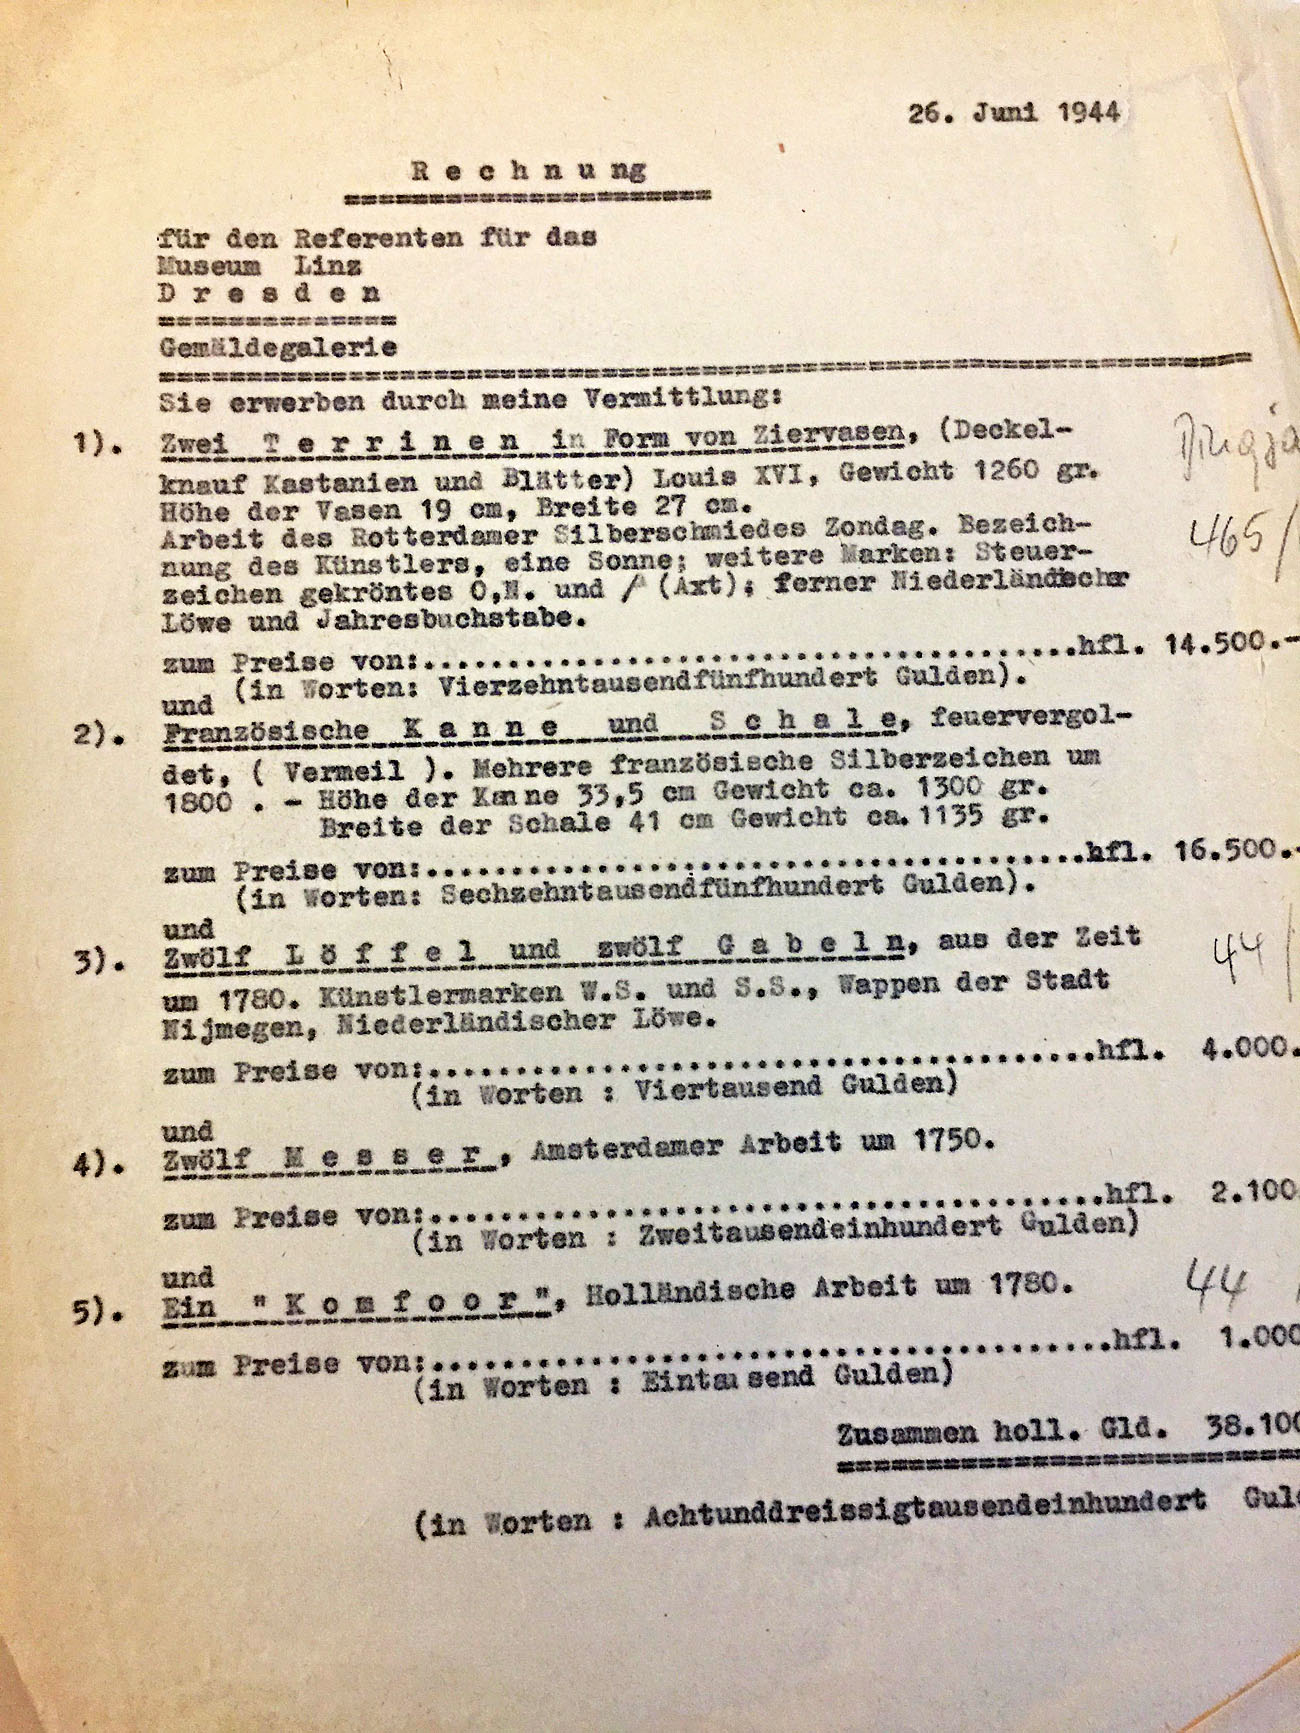 26. Juni 1944
R e c h n u n g
für den Referenten für das
Museum Linz
D r e s d e n
Gemäldegalerie
Sie erwerben durch meine Vermittlung:
1). Zwei T e r r i n e n in Form von Ziervasen, (Deckel-
knauf Kastanien und Blätter) Louis XVI, Gewicht 1260 gr.
Höhe der Vasen 19 cm, Breite 27 cm.
Arbeit des Rotterdamer Silberschmiedes Zondag. Bezeich-
465/
nung des Künstlers, eine Sonne; weitere Marken: Steuer-
zeichen gekröntes O,N. und / (Axt); ferner Niederländischer
Löwe und Jahresbuchstabe.
zum Preise von:......................................hfl. 14.500.-
(in Worten: Vierzehntausendfünfhundert Gulden).
und
2). Französische K a n n e und S c h a l e, feuervergol-
det, ( Vermeil ). Mehrere französische Silberzeichen um
1800 . - Höhe der Kanne 33,5 cm Gewicht ca. 1300 gr.
Breite der Schale 41 cm Gewicht ca. 1135 gr.
zum Preise von:......................................hfl. 16.500.-
(in Worten: Sechzehntausendfünfhundert Gulden).
und
3). Zwölf L ö f f e l und zwölf G a b e l n, aus der Zeit
44 /
um 1780. Künstlermarken W.S. und S.S., Wappen der Stadt
Nijmegen, Niederländischer Löwe.
zum Preise von:......................................hfl. 4.000.
(in Worten : Viertausend Gulden)
und
4). Zwölf M e s s e r , Amsterdamer Arbeit um 1750.
zum Preise von:......................................hfl. 2.100
(in Worten : Zweitausendeinhundert Gulden)
und
5). Ein "K o m f o o r", Holländische Arbeit um 1780.
44
zum Preise von:......................................hfl. 1.000
(in Worten : Eintausend Gulden)
Zusammen holl. Gld. 38.100
(in Worten : Achtunddreissigtausendeinhundert